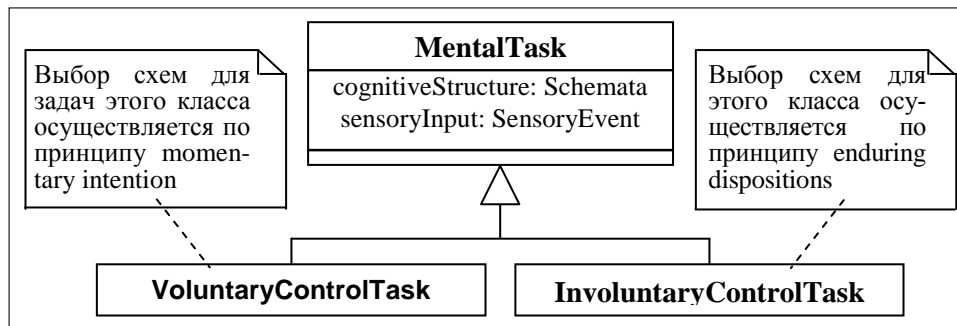 MentalTask
cognitiveStructure: Schemata
sensoryInput: SensoryEvent
Выбор схем для
задач этого класса
осуществляется по
принципу momen-
tary intention
Выбор схем для
этого класса осу-
ществляется по
принципу enduring
dispositions
VoluntaryControlTask
InvoluntaryControlTask